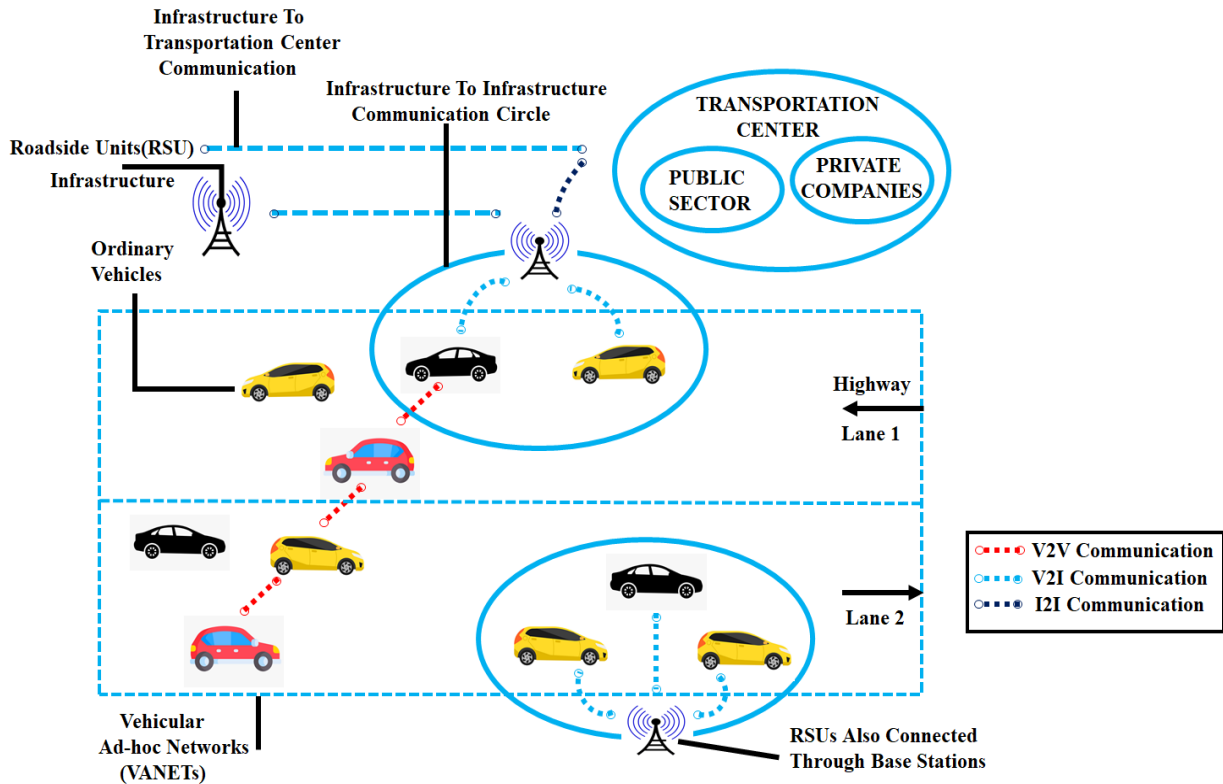 Infrastructure To
Transportation Center
Communication
Infrastructure To Infrastructure
Communication Circle
TRANSPORTATION
CENTER
PUBLIC
SECTOR
PRIVATE
COMPANIES
Roadside Units(RSU)
Infrastructure
Ordinary
Vehicles
Highway
Lane 1
V2V Communication
V2I Communication
I2I Communication
Lane 2
Vehicular
Ad-hoc Networks
(VANETs)
RSUs Also Connected
Through Base Stations